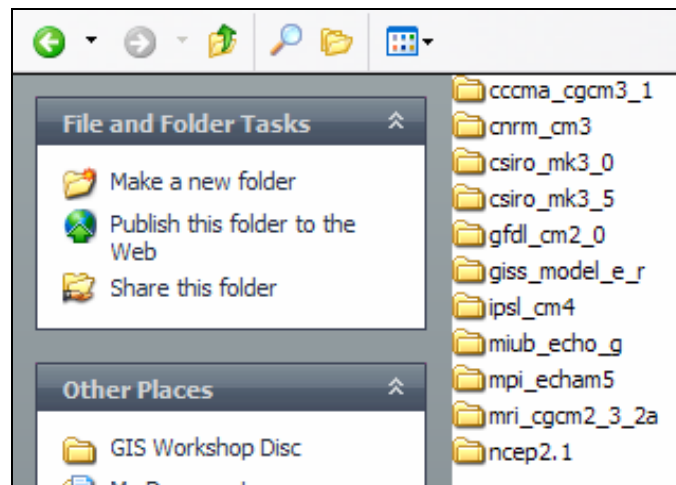 File and Folder Tasks
Make a new folder
Publish this folder to the
Web
Share this folder
Other Places
GIS Workshop Disc
cccma_cgcm3_1
cnrm_cm3
csiro_mk3_0
csiro_mk3_5
gfdl_cm2_0
giss_model_e_r
ipsl_cm4
miub_echo_g
mpi_echam5
mri_cgcm2_3_2a
ncep2.1